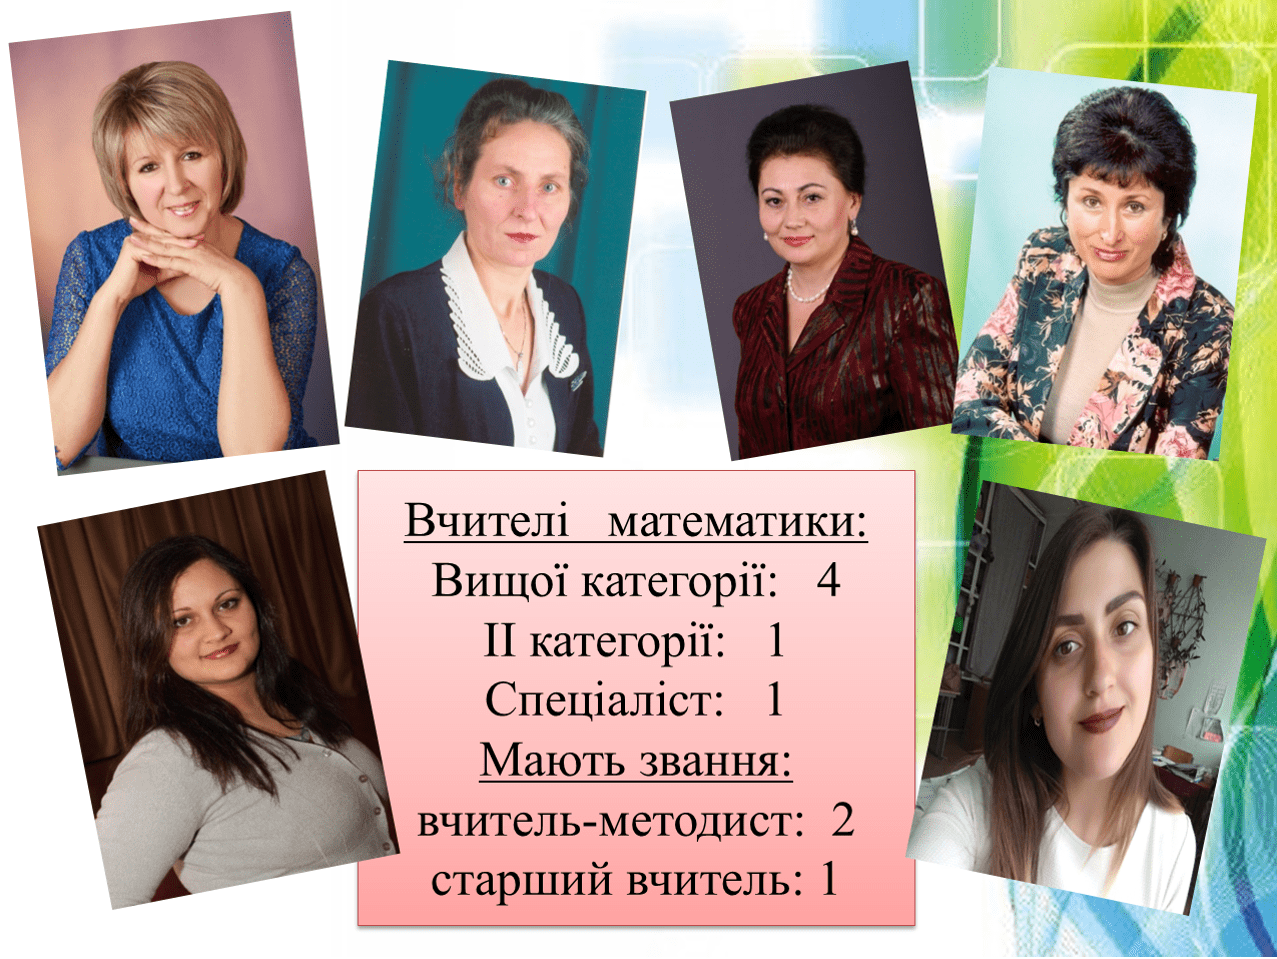 Вчителі математики:
Вищої категорії: 4
ІІ категорії: 1
Спеціаліст: 1
Мають звання:
вчитель-методист: 2
старший вчитель: 1